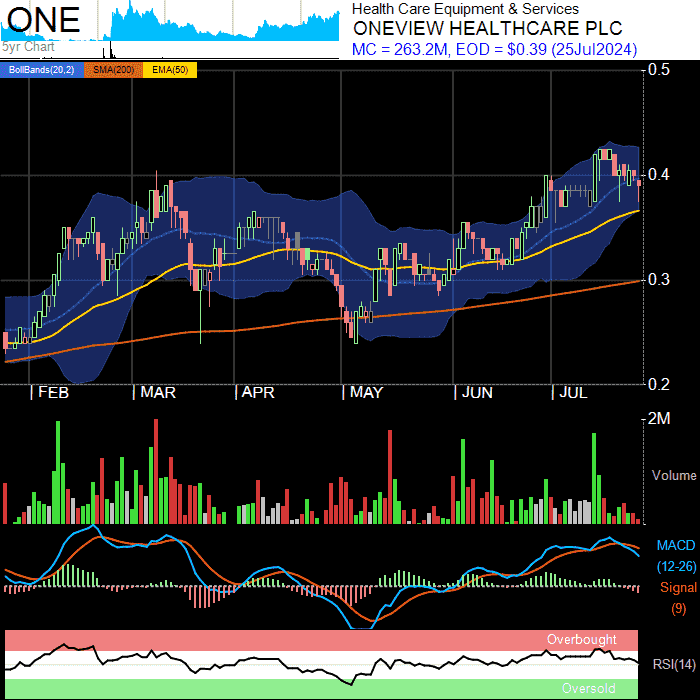 ONE
5yr Chart
Health Care Equipment & Services
ONEVIEW HEALTHCARE PLC
MC = 263.2M, EOD = $0.39 (25Jul2024)
BollBands(20,2) SMA(200) EMA(50)
0.5
0.4
0.3
0.2
FEB MAR APR MAY JUN JUL
2M
Volume
MACD
(12-26)
Signal
(9)
Overbought
RSI(14)
Oversold